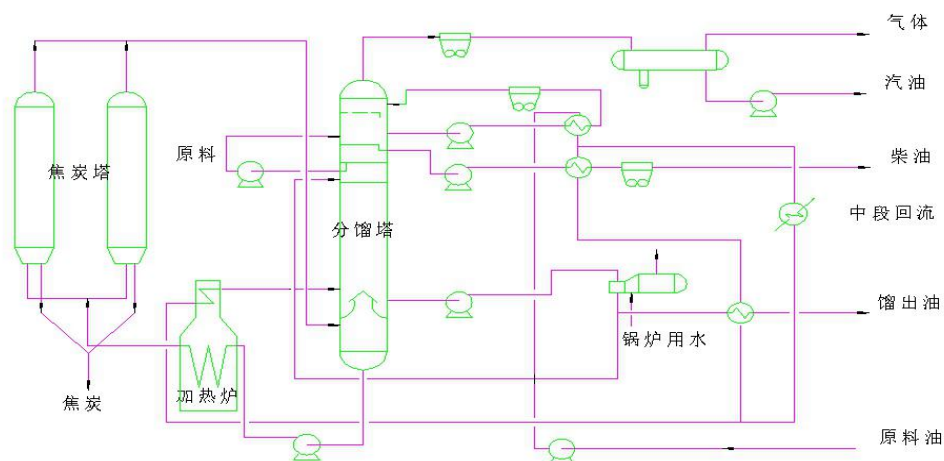 气体
汽油
原料
柴油
焦炭塔
中段回流
分馏塔
馏出油
锅炉用水
加热炉
焦炭
原料油